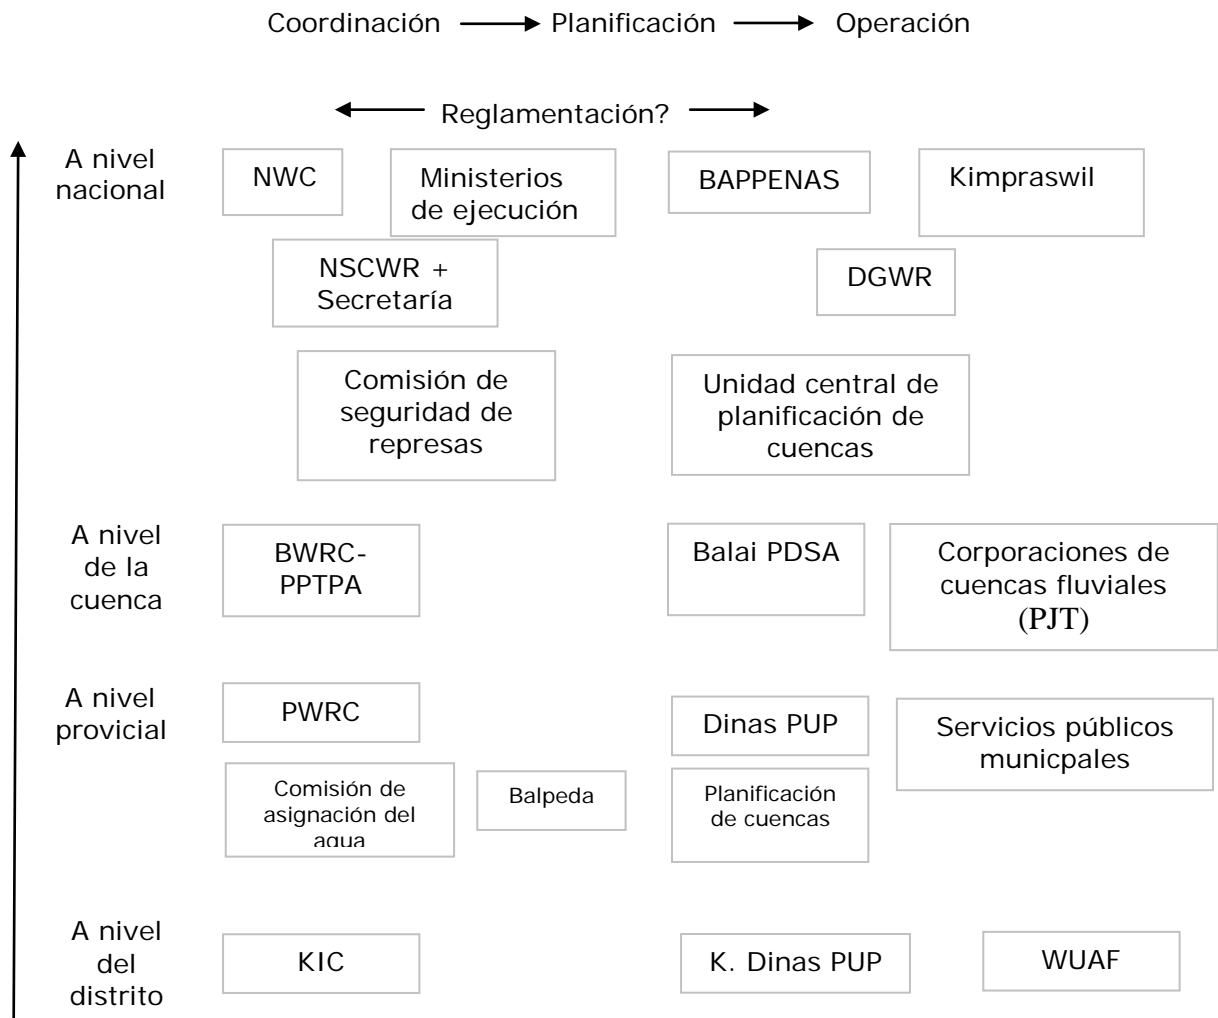 Coordinación Planificación Operación
Reglamentación?
A nivel
nacional
NWC
Ministerios
de ejecución
BAPPENAS
Kimpraswil
NSCWR +
Secretaría
DGWR
Comisión de
seguridad de
represas
Unidad central de
planificación de
cuencas
A nivel
de la
cuenca
BWRC-
PPTPA
Balai PDSA
Corporaciones de
cuencas fluviales
(PJT)
A nivel
provicial
PWRC
Dinas PUP
Servicios públicos
municpales
Comisión de
asignación del
agua
Balpeda
Planificación
de cuencas
A nivel
del
distrito
KIC
K. Dinas PUP
WUAF